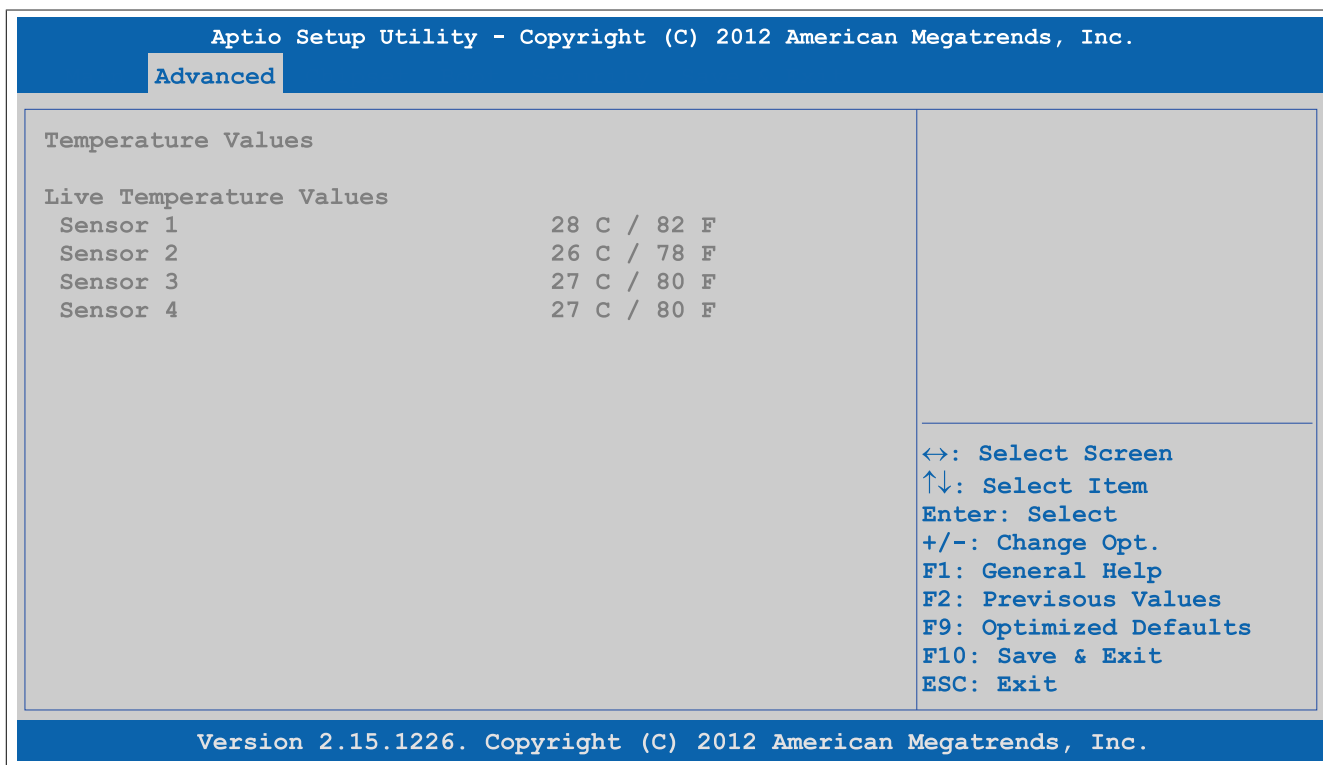 Aptio Setup Utility - Copyright (C) 2012 American Megatrends, Inc.
Advanced
Temperature Values
Live Temperature Values
Sensor 1 28 C / 82 F
Sensor 2 26 C / 78 F
Sensor 3 27 C / 80 F
Sensor 4 27 C / 80 F
↔: Select Screen
↑↓: Select Item
Enter: Select
+/-: Change Opt.
F1: General Help
F2: Previsous Values
F9: Optimized Defaults
F10: Save & Exit
ESC: Exit
Version 2.15.1226. Copyright (C) 2012 American Megatrends, Inc.